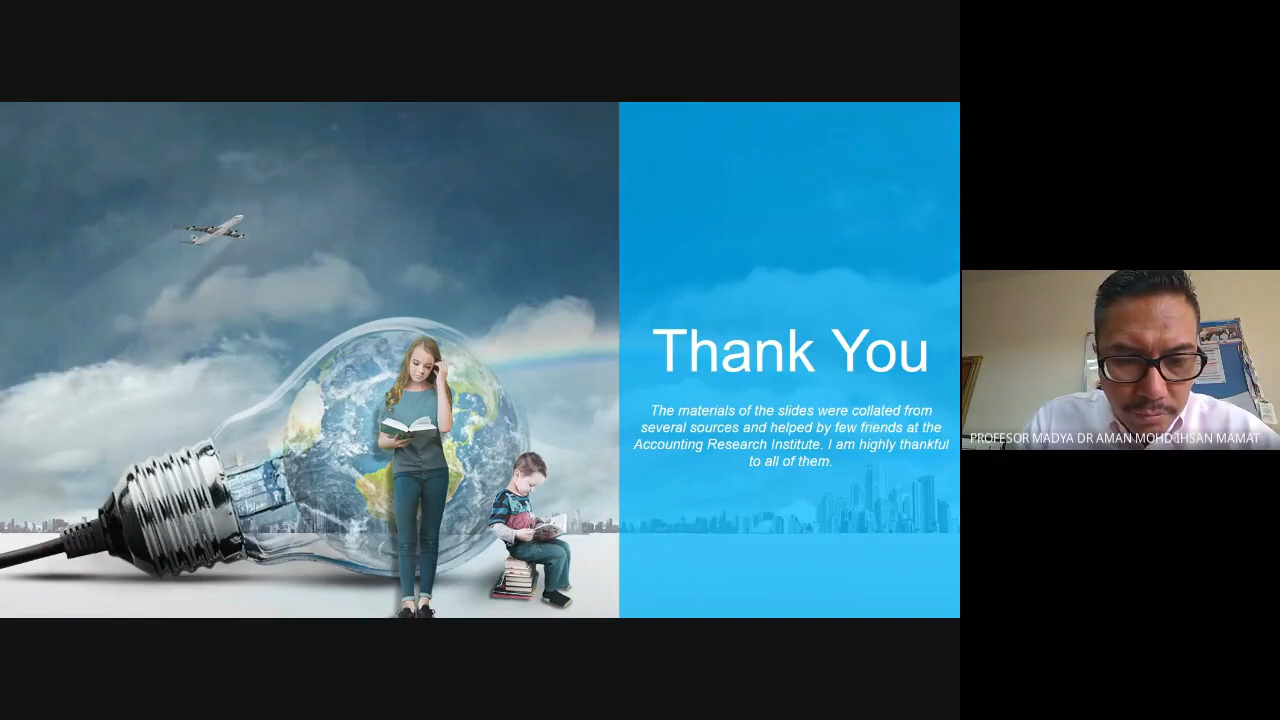 Thank You
The materials of the slides were collated from
several sources and helped by few friends at the
Accounting Research Institute. I am highly thankful
to all of them.
PROFESOR MADYA DR AMAN MOHD IHSAN MAMAT